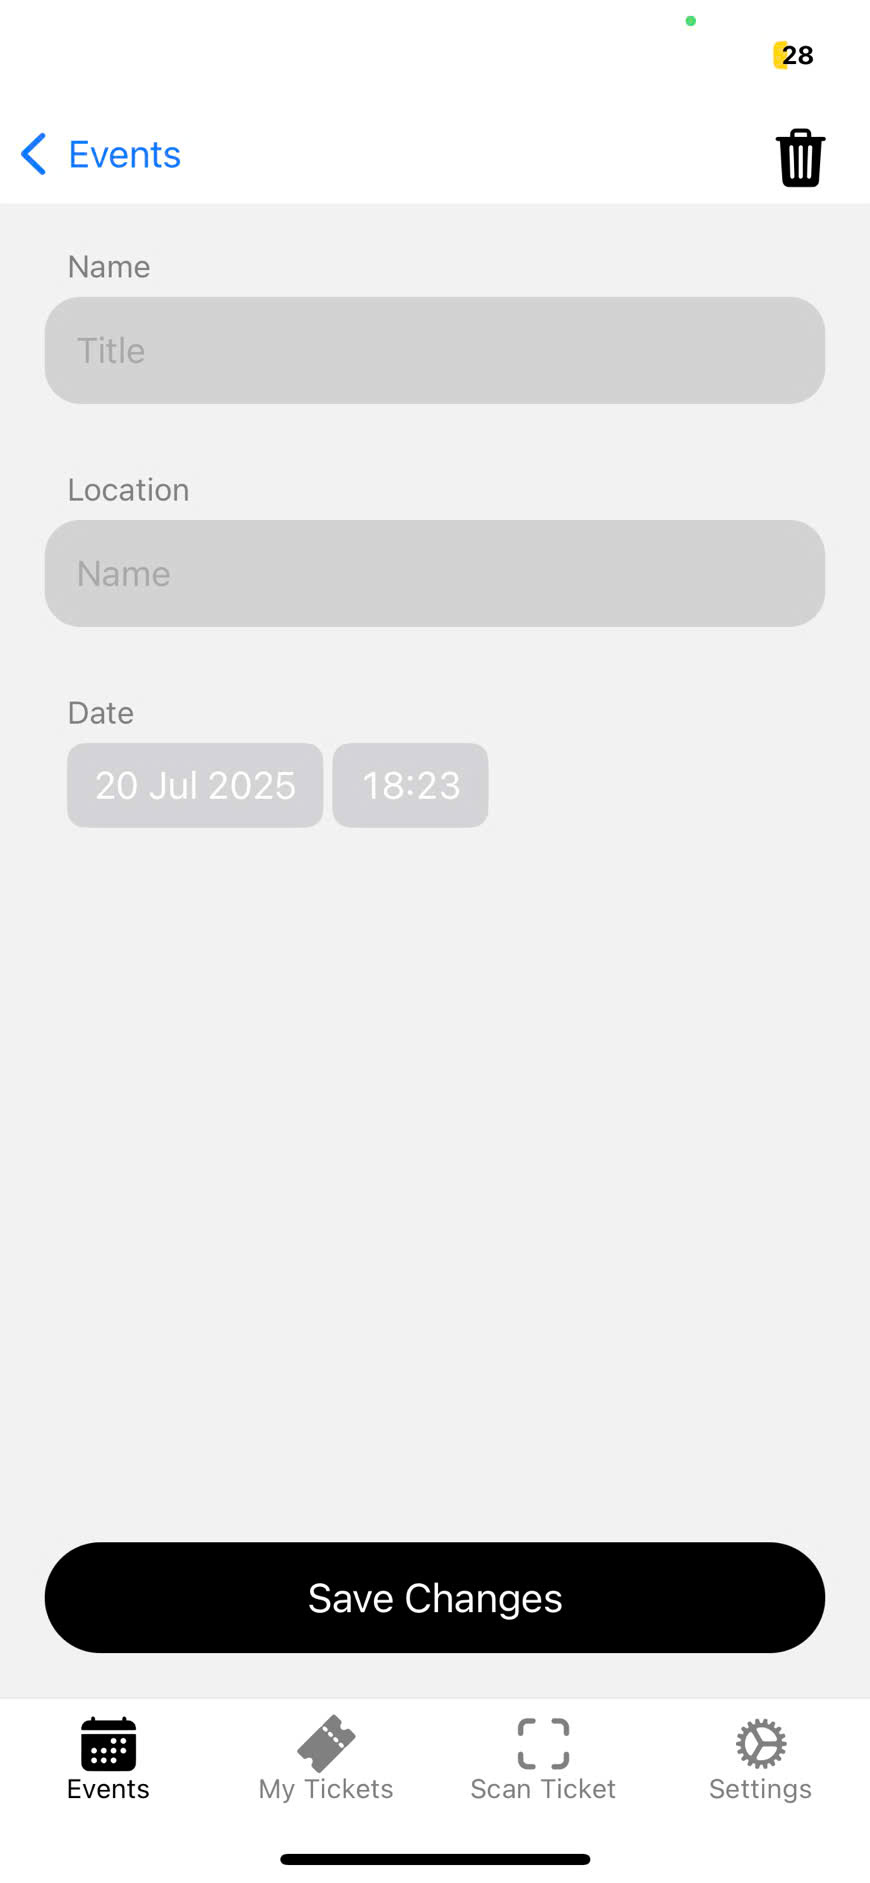 28
Events
Name
Title
Location
Name
Date
20 Jul 2025 18:23
Save Changes
Events My Tickets Scan Ticket Settings